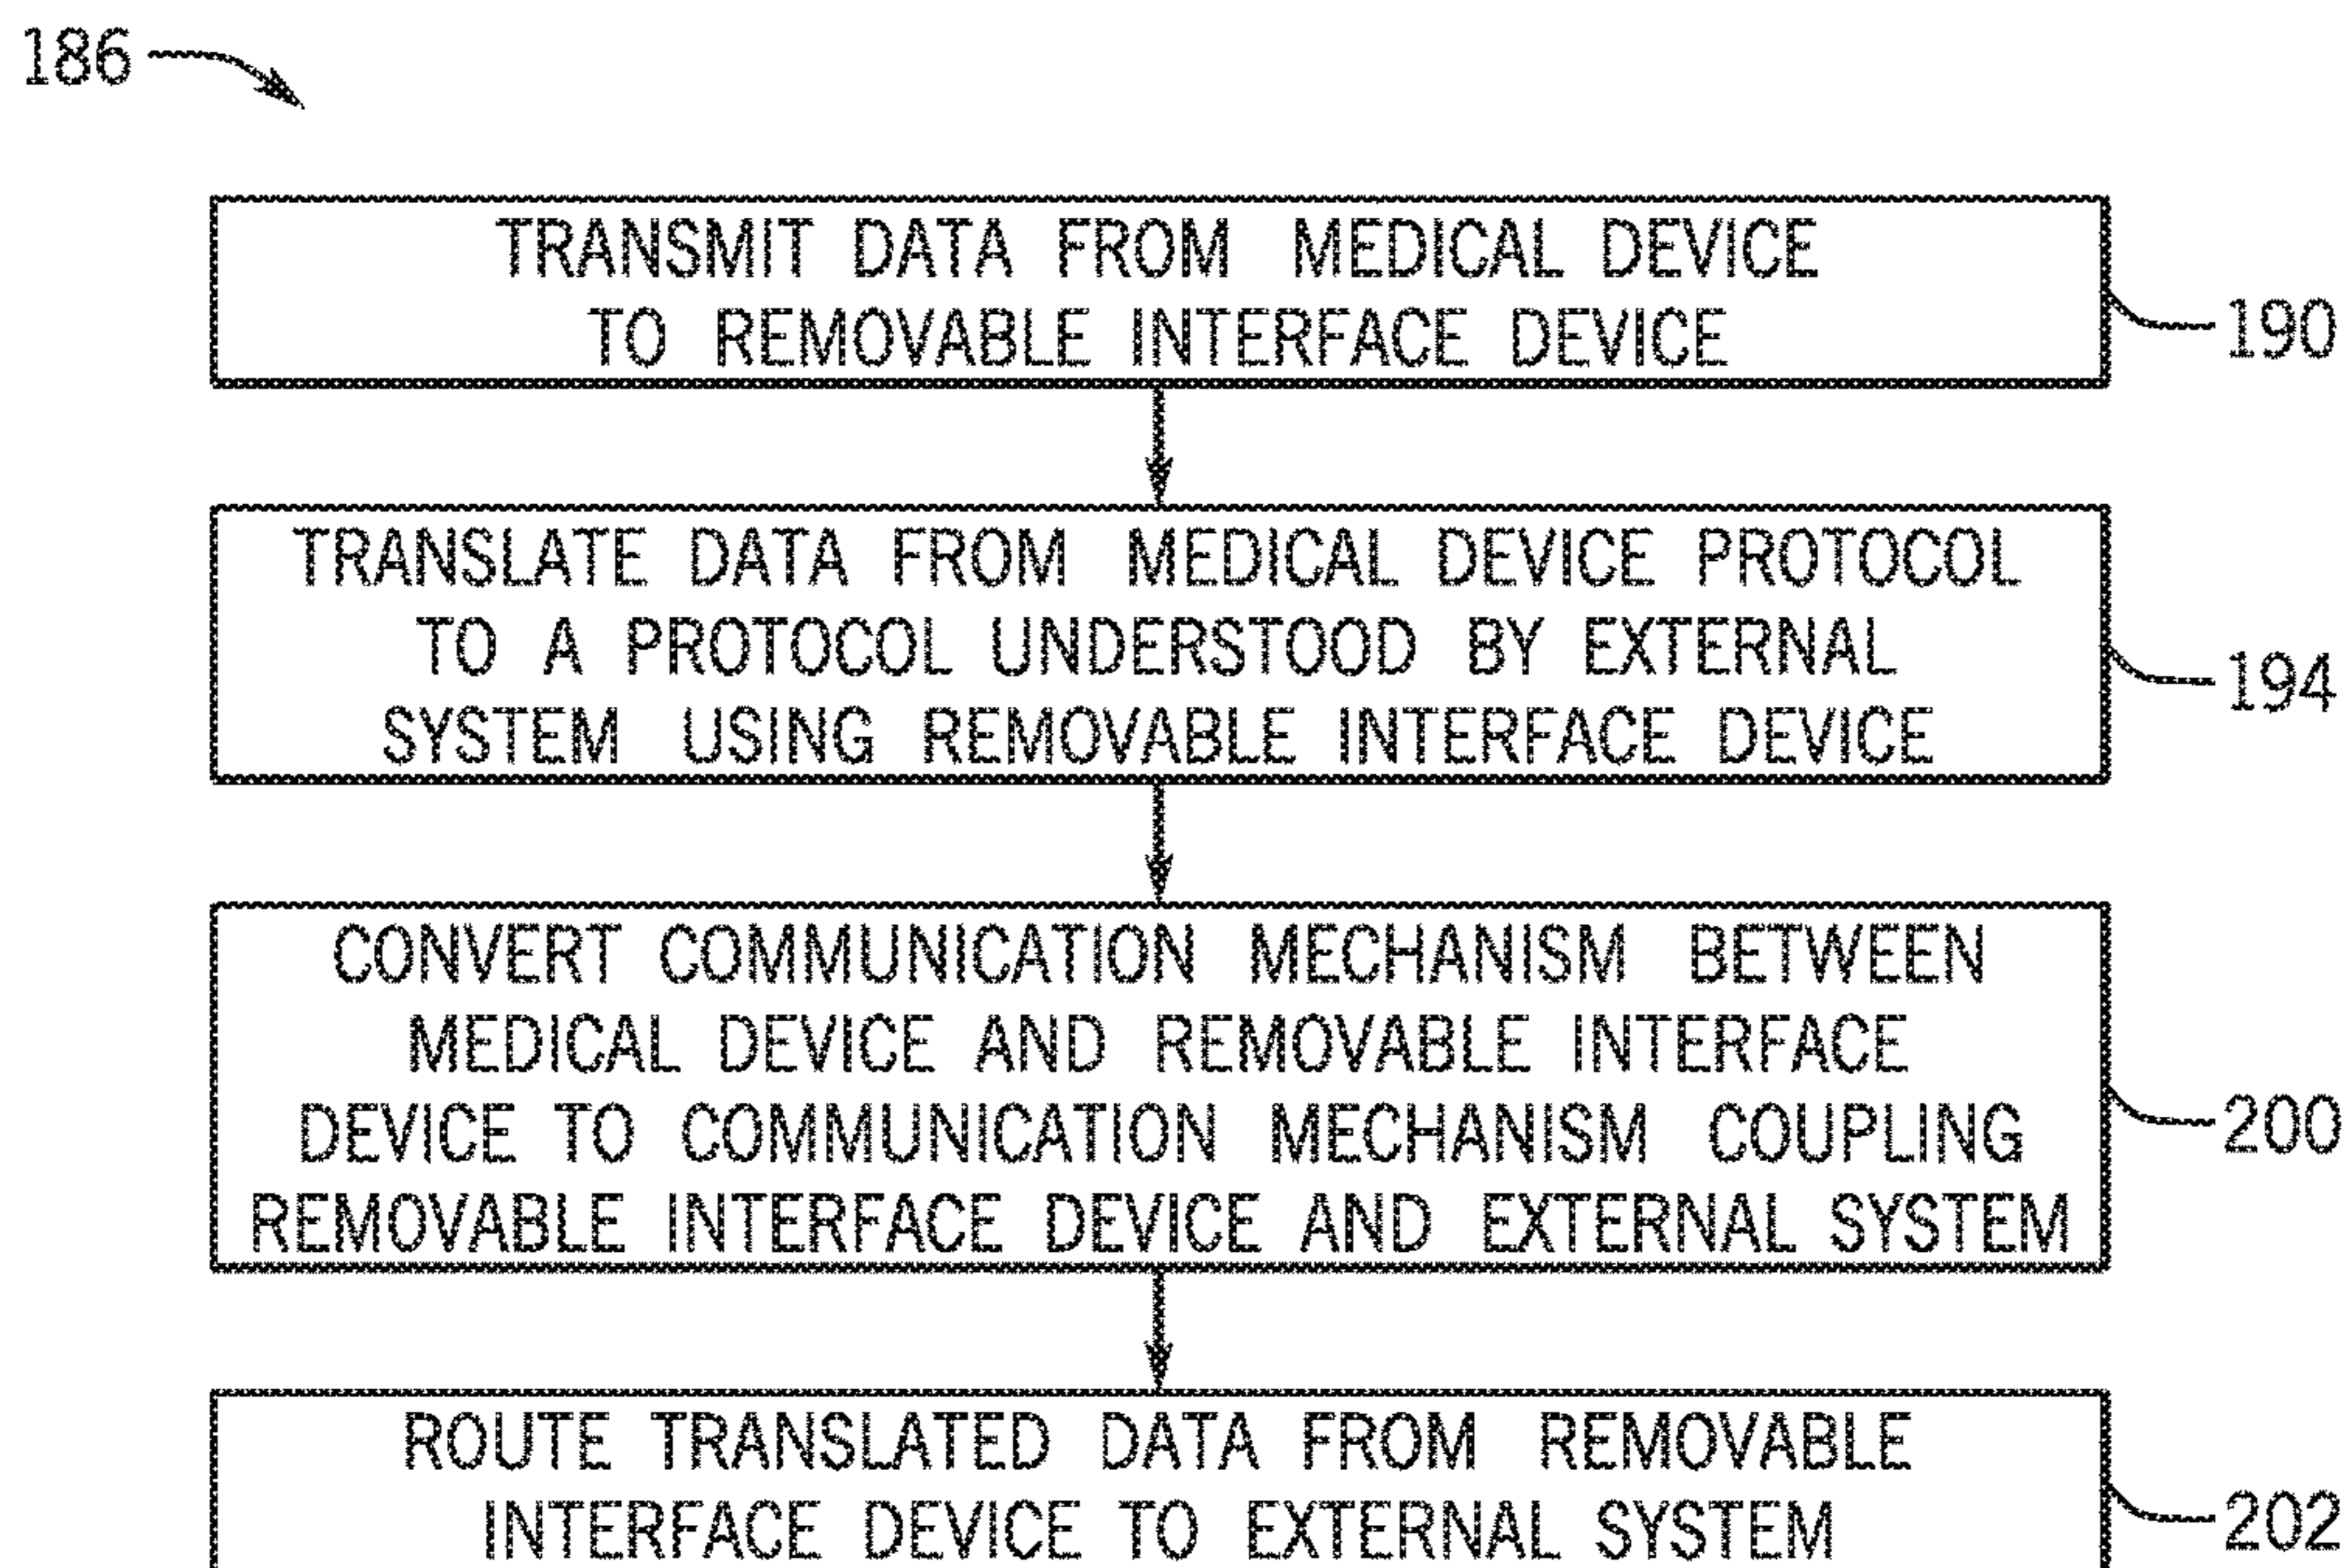 186
TRANSMIT DATA FROM MEDICAL DEVICE
TO REMOVABLE INTERFACE DEVICE
190
TRANSLATE DATA FROM MEDICAL DEVICE PROTOCOL
TO A PROTOCOL UNDERSTOOD BY EXTERNAL
SYSTEM USING REMOVABLE INTERFACE DEVICE
194
CONVERT COMMUNICATION MECHANISM BETWEEN
MEDICAL DEVICE AND REMOVABLE INTERFACE
DEVICE TO COMMUNICATION MECHANISM COUPLING
REMOVABLE INTERFACE DEVICE AND EXTERNAL SYSTEM
200
ROUTE TRANSLATED DATA FROM REMOVABLE
INTERFACE DEVICE TO EXTERNAL SYSTEM
202